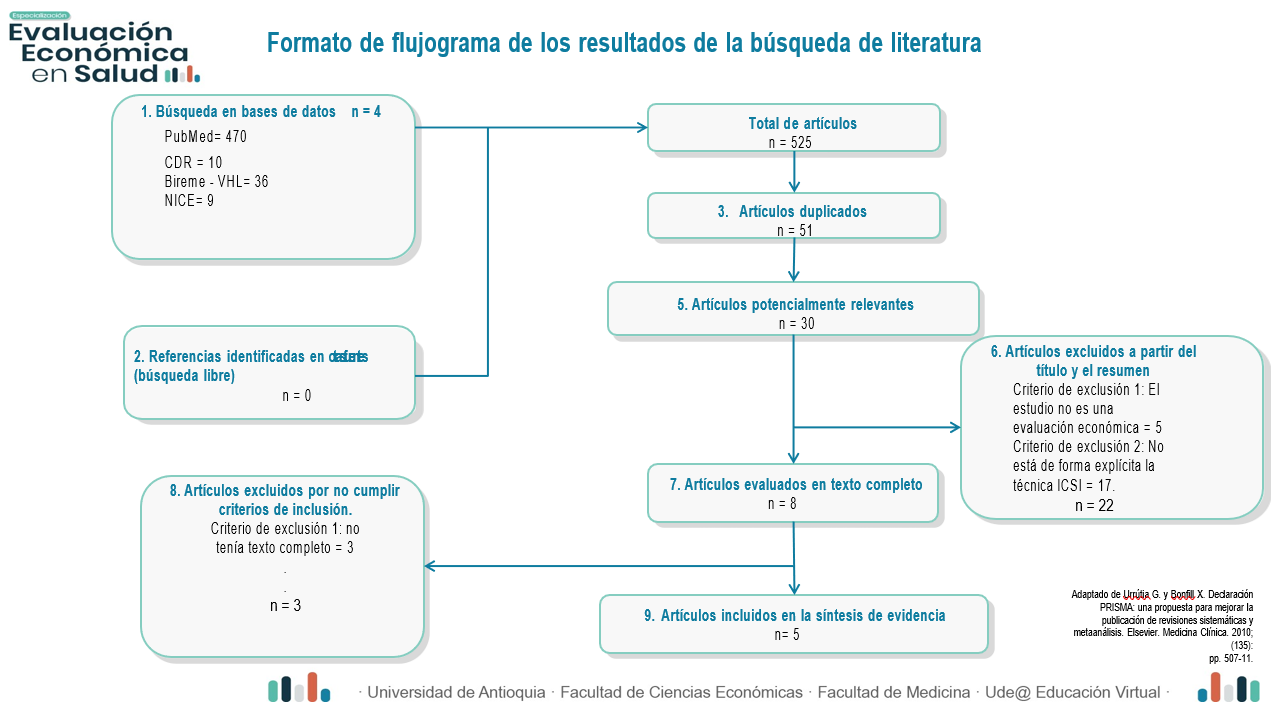 Especialización
Evaluación
Económica
en Salud
Formato de flujograma de los resultados de la búsqueda de literatura
1. Búsqueda en bases de datos n = 4
PubMed= 470
CDR = 10
Bireme - VHL= 36
NICE= 9
Total de artículos
n = 525
3. Artículos duplicados
n = 51
5. Artículos potencialmente relevantes
n = 30
2. Referencias identificadas en
(búsqueda libre)
n = 0
6. Artículos excluidos a partir del
título y el resumen
Criterio de exclusión 1: El
estudio no es una
evaluación económica = 5
Criterio de exclusión 2: No
está de forma explícita la
técnica ICSI = 17.
n = 22
7. Artículos evaluados en texto completo
n = 8
8. Artículos excluidos por no cumplir
criterios de inclusión.
Criterio de exclusión 1: no
tenía texto completo = 3
.
.
n = 3
9. Artículos incluidos en la síntesis de evidencia
n= 5
Adaptado de Urrútia G. y Bonfill X. Declaración
PRISMA: una propuesta para mejorar la
publicación de revisiones sistemáticas y
metaanálisis. Elsevier. Medicina Clínica. 2010;
(135):
pp. 507-11.
· Universidad de Antioquia · Facultad de Ciencias Económicas · Facultad de Medicina · Ude@ Educación Virtual ·